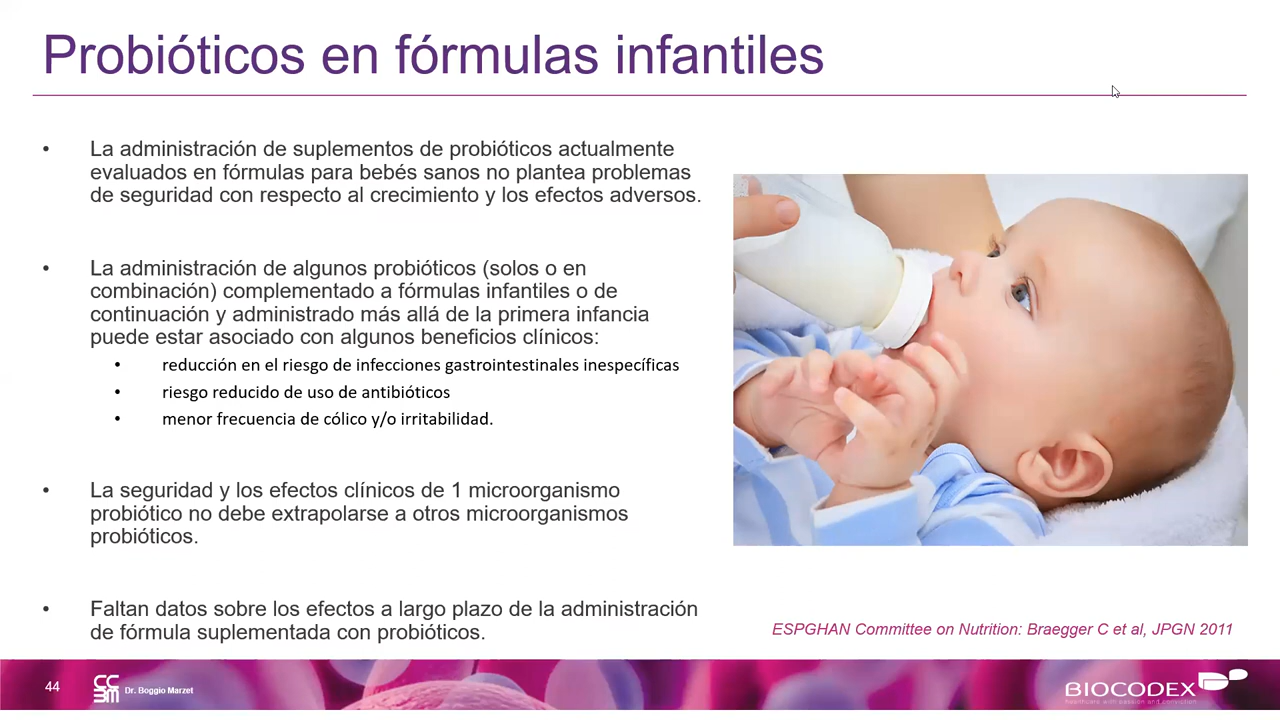 Probióticos en fórmulas infantiles
• La administración de suplementos de probióticos actualmente
evaluados en fórmulas para bebés sanos no plantea problemas
de seguridad con respecto al crecimiento y los efectos adversos.
• La administración de algunos probióticos (solos o en
combinación) complementado a fórmulas infantiles o de
continuación y administrado más allá de la primera infancia
puede estar asociado con algunos beneficios clínicos:
• reducción en el riesgo de infecciones gastrointestinales inespecíficas
• riesgo reducido de uso de antibióticos
• menor frecuencia de cólico y/o irritabilidad.
• La seguridad y los efectos clínicos de 1 microorganismo
probiótico no debe extrapolarse a otros microorganismos
probióticos.
• Faltan datos sobre los efectos a largo plazo de la administración
de fórmula suplementada con probióticos.
ESPGHAN Committee on Nutrition: Braegger C et al, JPGN 2011
44
Dr. Boggio Marzet
BIOCODEX
healthcare with passion and conviction